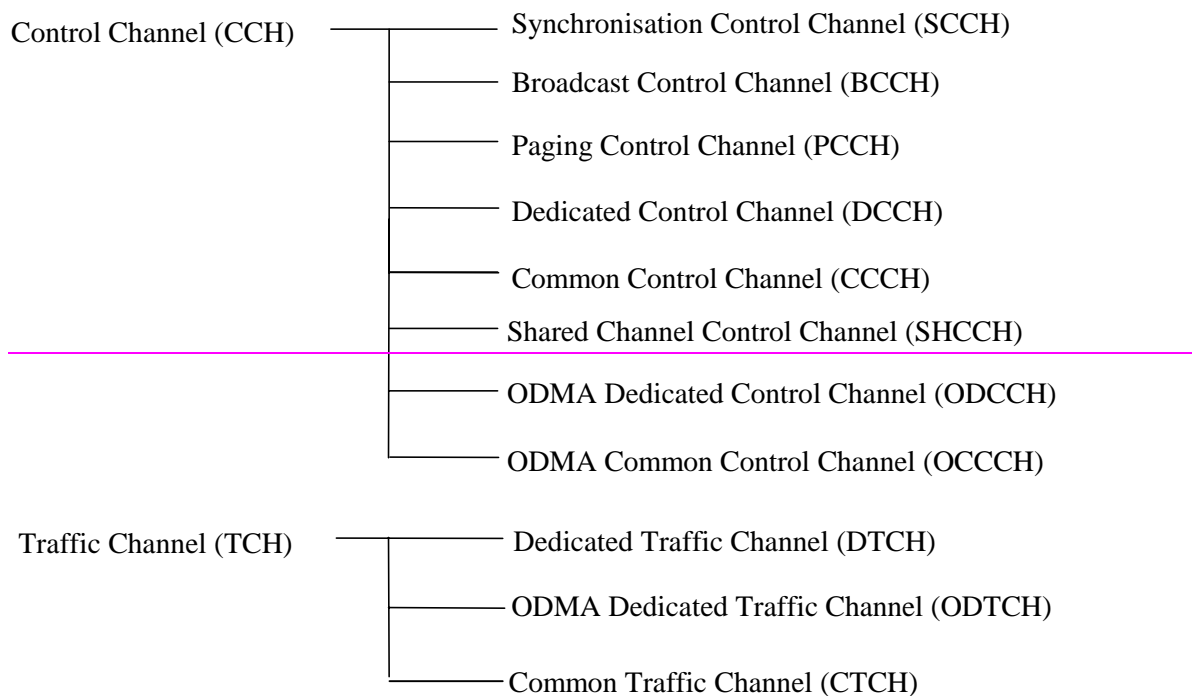 Control Channel (CCH)
Synchronisation Control Channel (SCCH)
Broadcast Control Channel (BCCH)
Paging Control Channel (PCCH)
Dedicated Control Channel (DCCH)
Common Control Channel (CCCH)
Shared Channel Control Channel (SHCCH)
ODMA Dedicated Control Channel (ODCCH)
ODMA Common Control Channel (OCCCH)
Traffic Channel (TCH)
Dedicated Traffic Channel (DTCH)
ODMA Dedicated Traffic Channel (ODTCH)
Common Traffic Channel (CTCH)